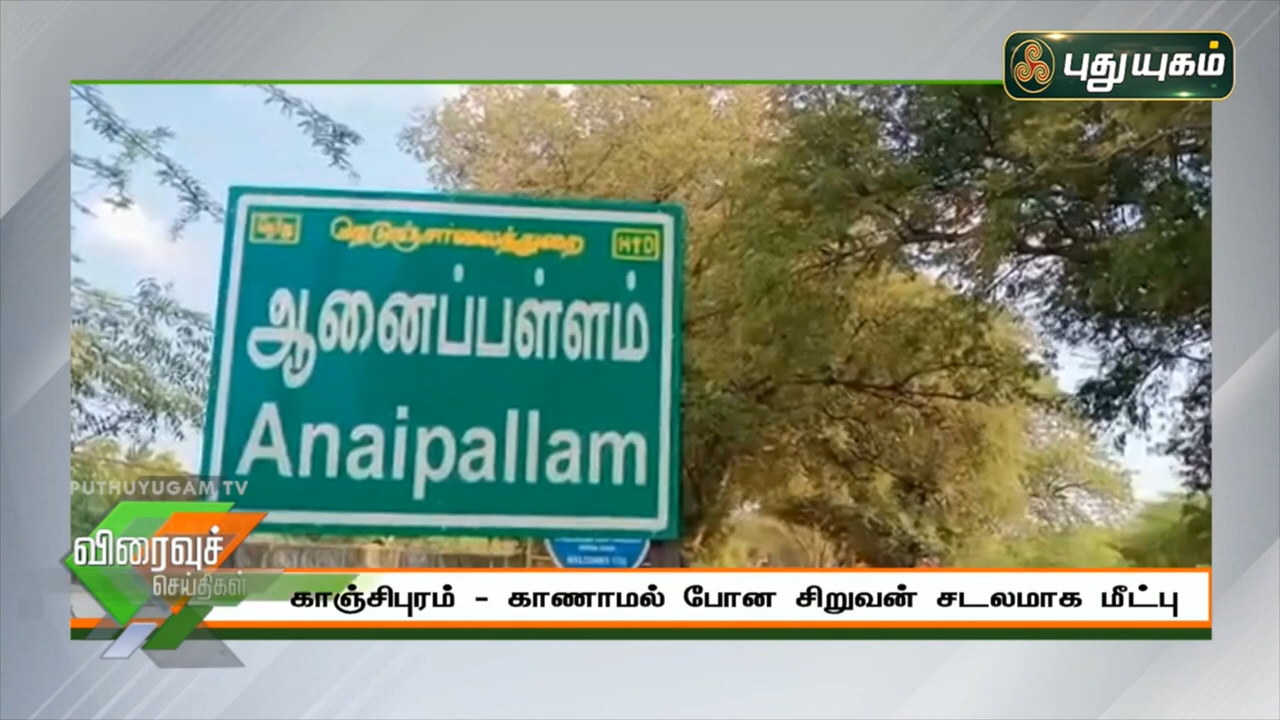 புதுயுகம்
நெடுஞ்சாலைத்துறை
ஆனைப்பள்ளம்
Anaipallam
PUTHUYUGAM TV
விரைவுச்
செய்திகள்
காஞ்சிபுரம் - காணாமல் போன சிறுவன் சடலமாக மீட்பு